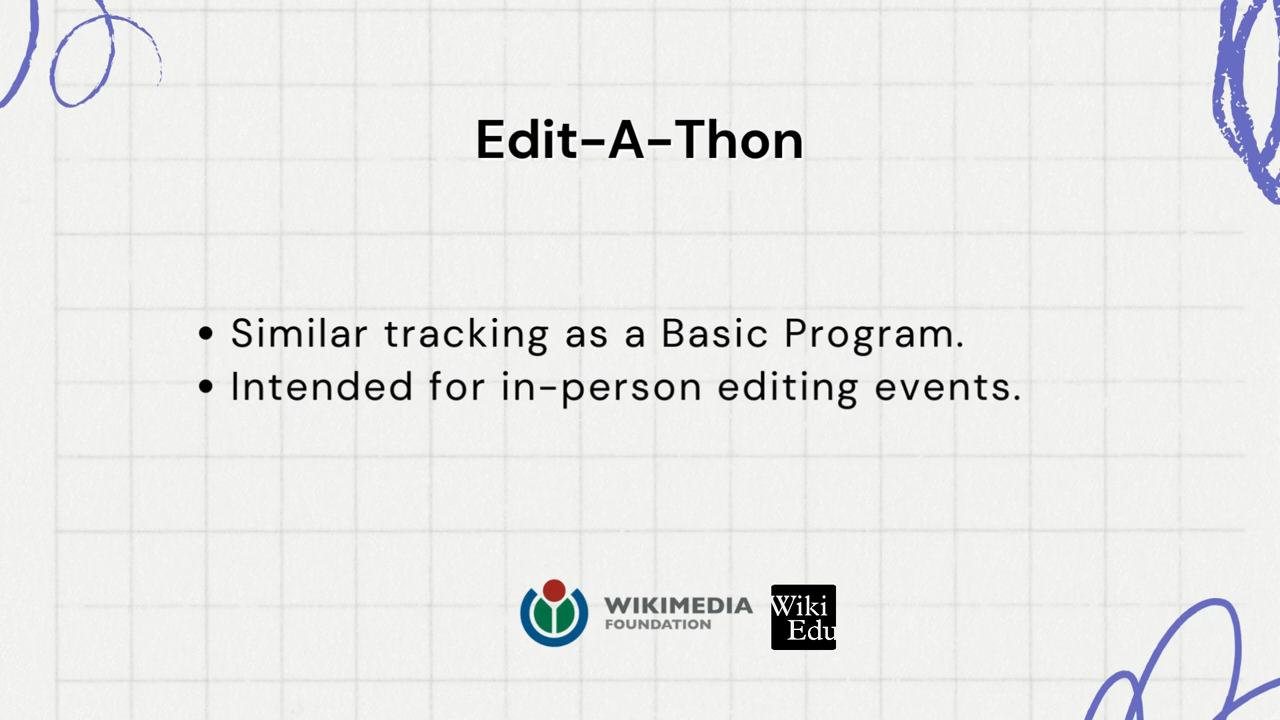 Edit-A-Thon
• Similar tracking as a Basic Program.
• Intended for in-person editing events.
WIKIMEDIA
FOUNDATION
Wiki
Edu